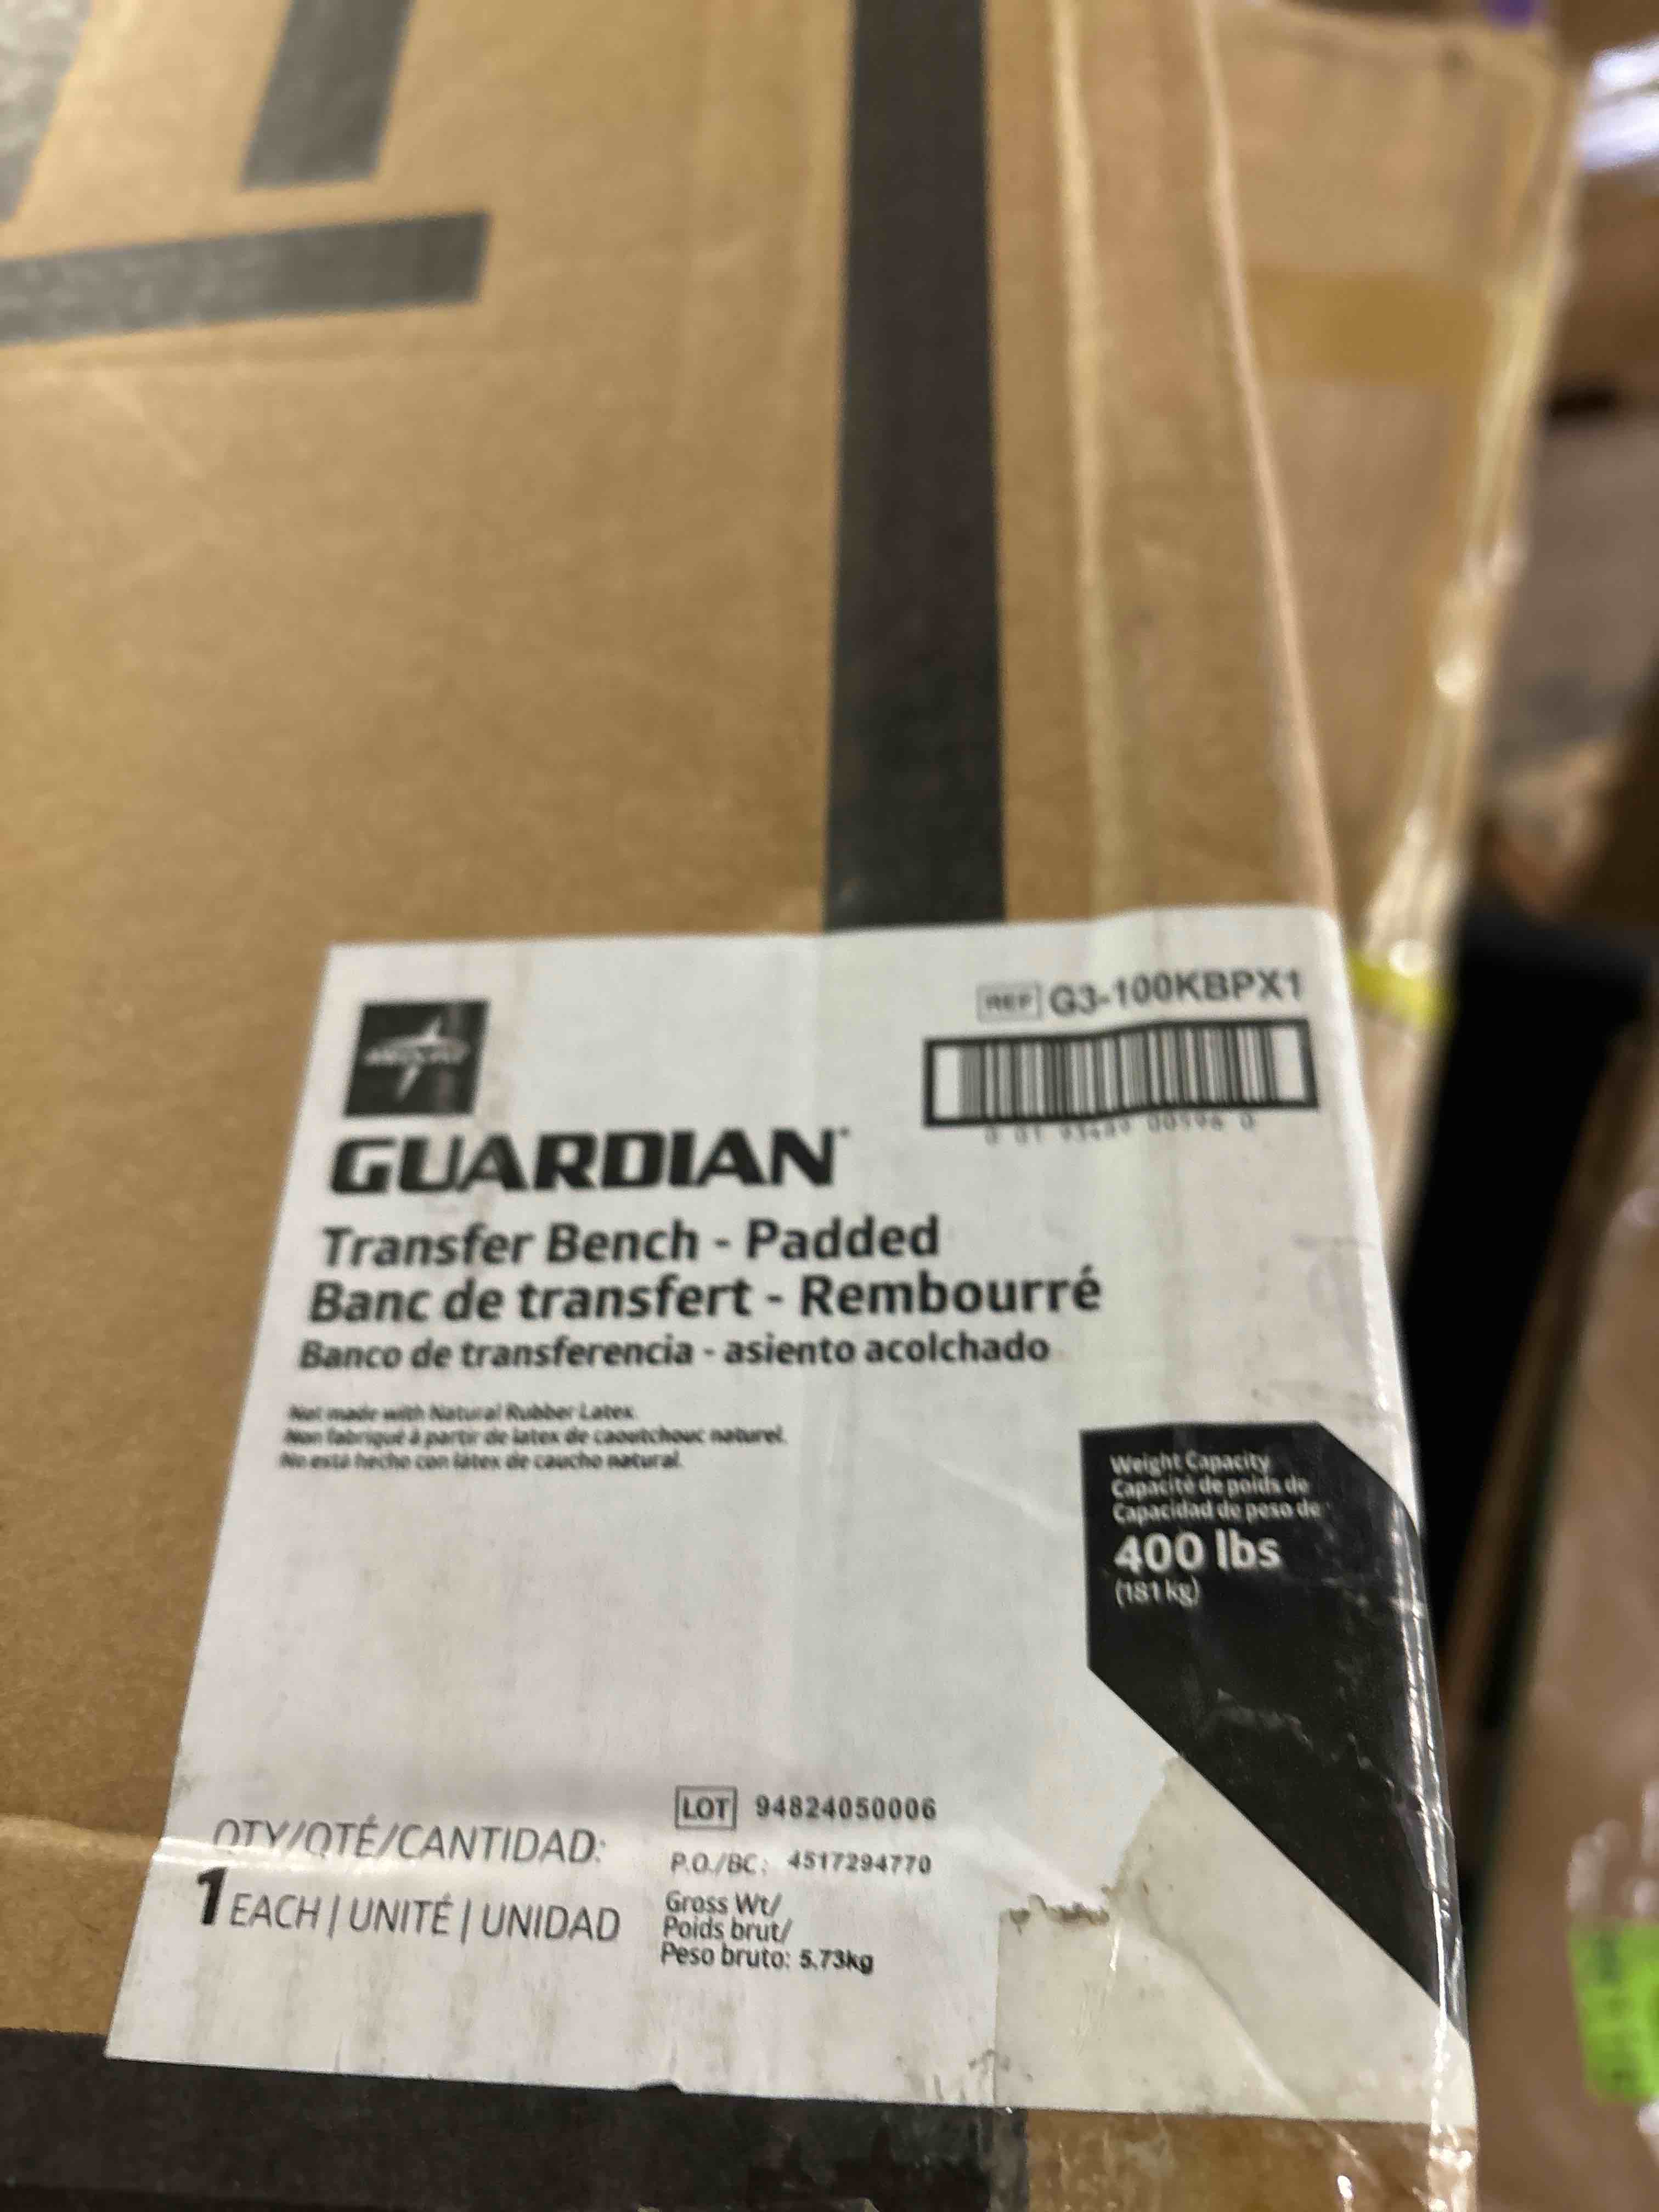 REF G3-100KBPX1
MEDLINE
GUARDIAN
Transfer Bench - Padded
Banc de transfert - Rembourré
Banco de transferencia - asiento acolchado
Not made with Natural Rubber Latex.
Non fabriqué à partir de latex de caoutchouc naturel.
No está hecho con látex de caucho natural.
Weight Capacity
Capacité de poids de
Capacidad de peso de
400 lbs
(181 kg)
LOT 94824050006
P.O./BC: 4517294770
Gross Wt/
Poids brut/
Peso bruto: 5.73kg
QTY/QTÉ/CANTIDAD:
1 EACH | UNITÉ | UNIDAD